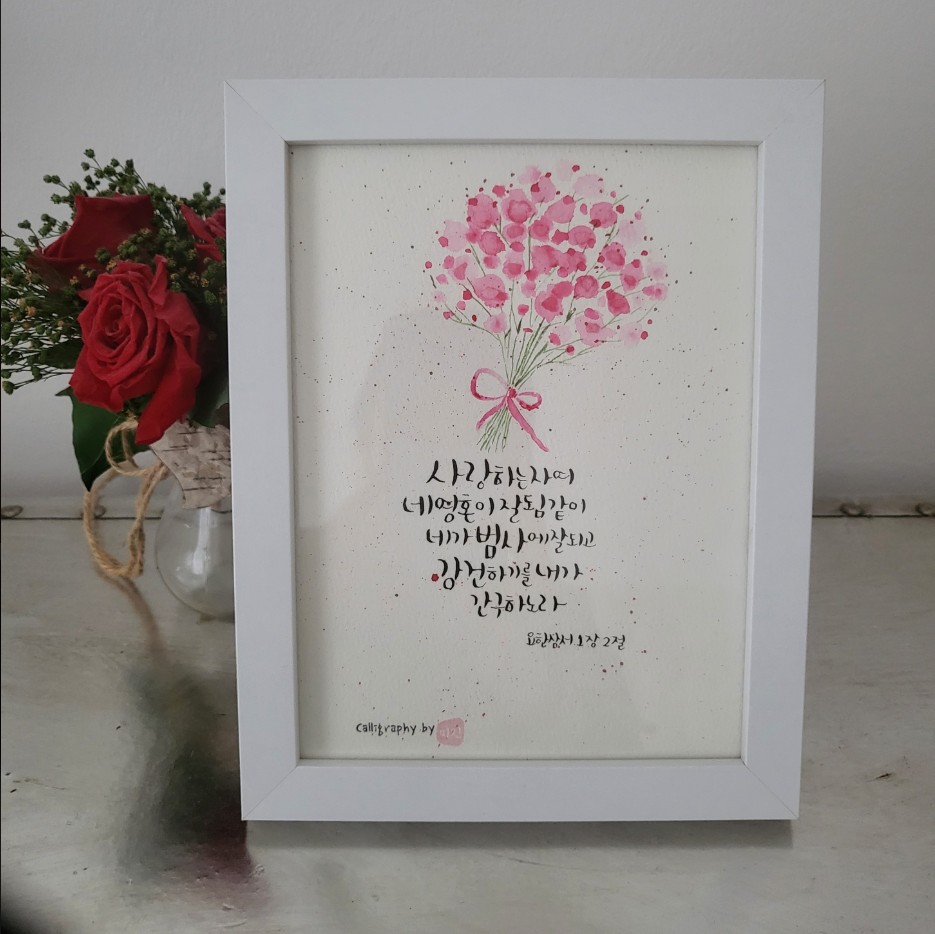 사랑하는자여
네영혼이 잘됨같이
네가 범사에잘되고
강건하기를 내가
간구하노라
요한삼서 1장 2절
Calligraphy by